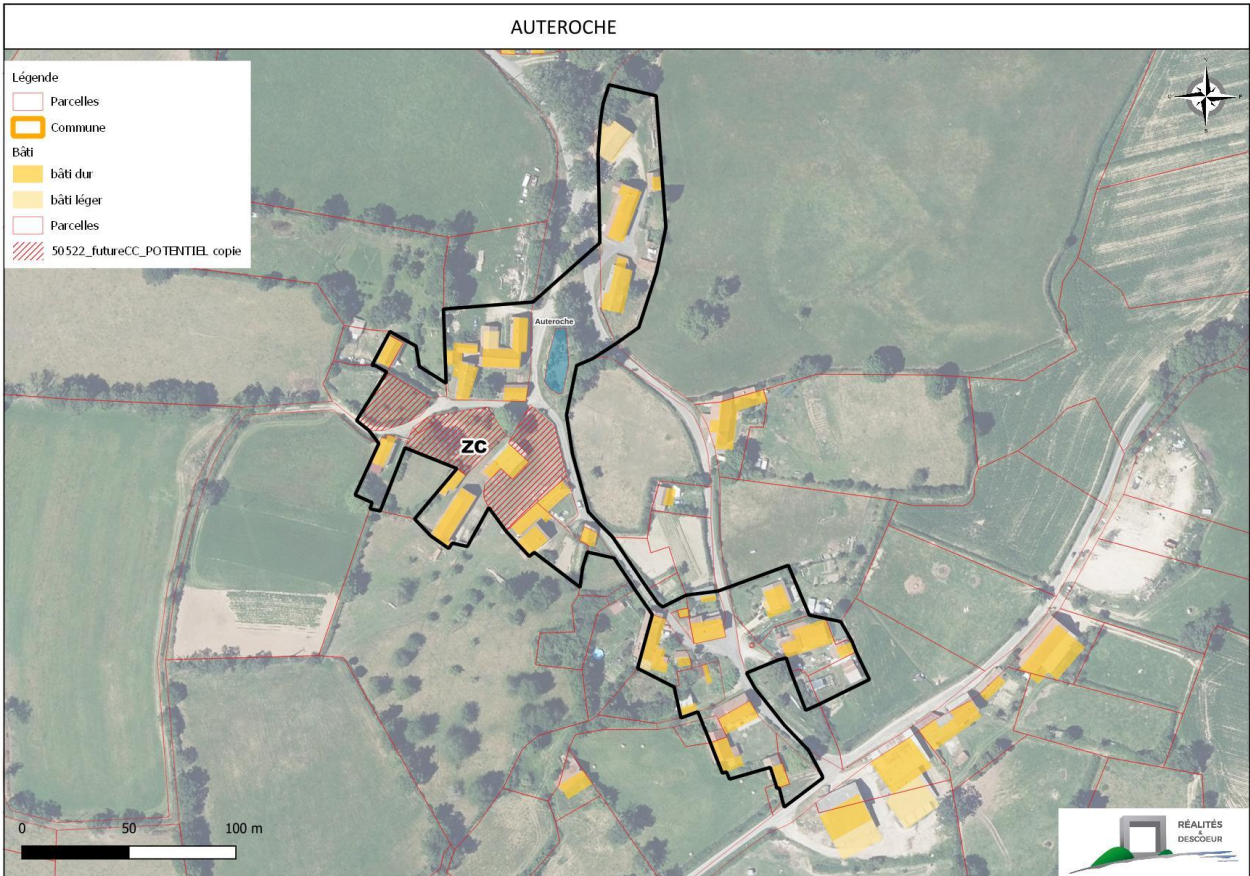 AUTEROCHE
Légende
Parcelles
Commune
Bâti
bâti dur
bâti léger
Parcelles
50522_futureCC_POTENTIEL copie
Auteroche
ZC
0 50 100 m
RÉALITÉS
&
DESCOEUR